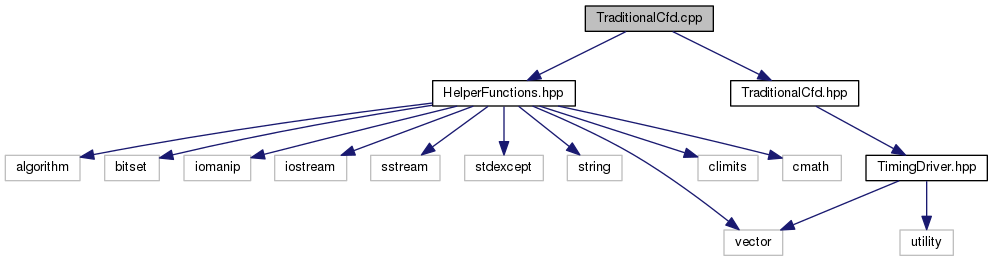 TraditionalCfd.cpp
HelperFunctions.hpp
TraditionalCfd.hpp
algorithm
bitset
iomanip
iostream
sstream
stdexcept
string
climits
cmath
TimingDriver.hpp
vector
utility